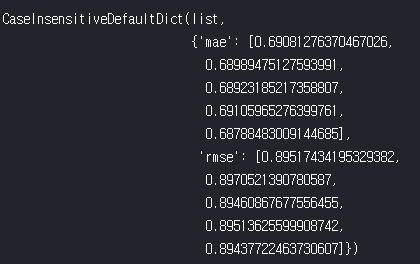 CaseInsensitiveDefaultDict(list,
{'mae': [0.69081276370467026,
0.68989475127593991,
0.68923185217358807,
0.69105965276399761,
0.68788483009144685],
'rmse': [0.89517434195329382,
0.8970521390780587,
0.89460867677556455,
0.89513625599908742,
0.89437722463730607]})